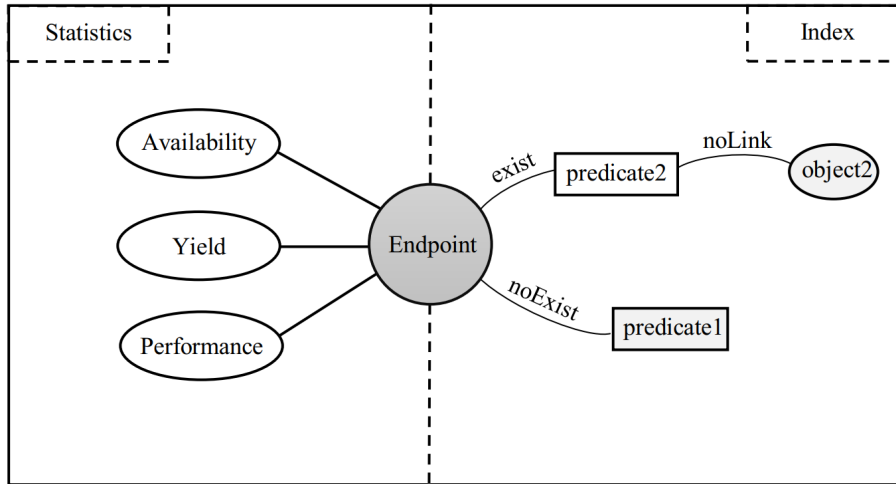 Statistics
Index
Availability
noLink
exist
predicate2
object2
Yield
Endpoint
noExist
predicate1
Performance